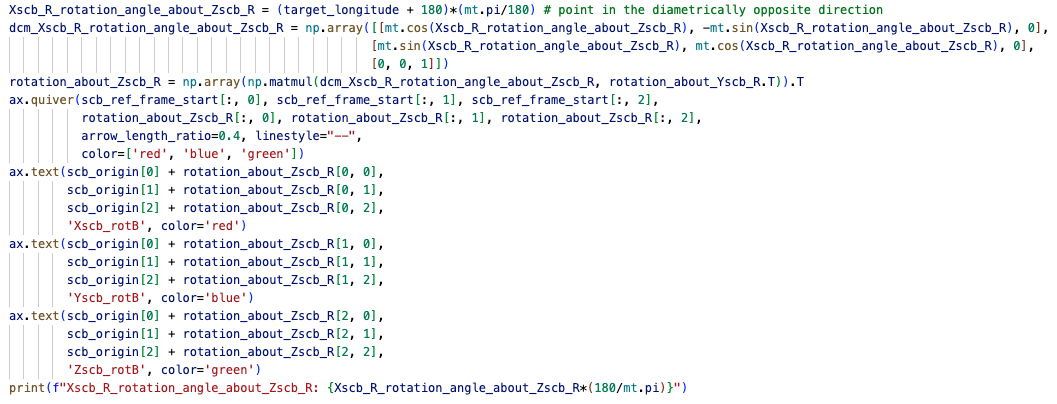 Xscb_R_rotation_angle_about_Zscb_R = (target_longitude + 180)*(mt.pi/180) # point in the diametrically opposite direction
dcm_Xscb_R_rotation_angle_about_Zscb_R = np.array([[mt.cos(Xscb_R_rotation_angle_about_Zscb_R), -mt.sin(Xscb_R_rotation_angle_about_Zscb_R), 0],
[mt.sin(Xscb_R_rotation_angle_about_Zscb_R), mt.cos(Xscb_R_rotation_angle_about_Zscb_R), 0],
[0, 0, 1]])
rotation_about_Zscb_R = np.array(np.matmul(dcm_Xscb_R_rotation_angle_about_Zscb_R, rotation_about_Yscb_R.T)).T
ax.quiver(scb_ref_frame_start[:, 0], scb_ref_frame_start[:, 1], scb_ref_frame_start[:, 2],
rotation_about_Zscb_R[:, 0], rotation_about_Zscb_R[:, 1], rotation_about_Zscb_R[:, 2],
arrow_length_ratio=0.4, linestyle="--",
color=['red', 'blue', 'green'])
ax.text(scb_origin[0] + rotation_about_Zscb_R[0, 0],
scb_origin[1] + rotation_about_Zscb_R[0, 1],
scb_origin[2] + rotation_about_Zscb_R[0, 2],
'Xscb_rotB', color='red')
ax.text(scb_origin[0] + rotation_about_Zscb_R[1, 0],
scb_origin[1] + rotation_about_Zscb_R[1, 1],
scb_origin[2] + rotation_about_Zscb_R[1, 2],
'Yscb_rotB', color='blue')
ax.text(scb_origin[0] + rotation_about_Zscb_R[2, 0],
scb_origin[1] + rotation_about_Zscb_R[2, 1],
scb_origin[2] + rotation_about_Zscb_R[2, 2],
'Zscb_rotB', color='green')
print(f"Xscb_R_rotation_angle_about_Zscb_R: {Xscb_R_rotation_angle_about_Zscb_R*(180/mt.pi)}")